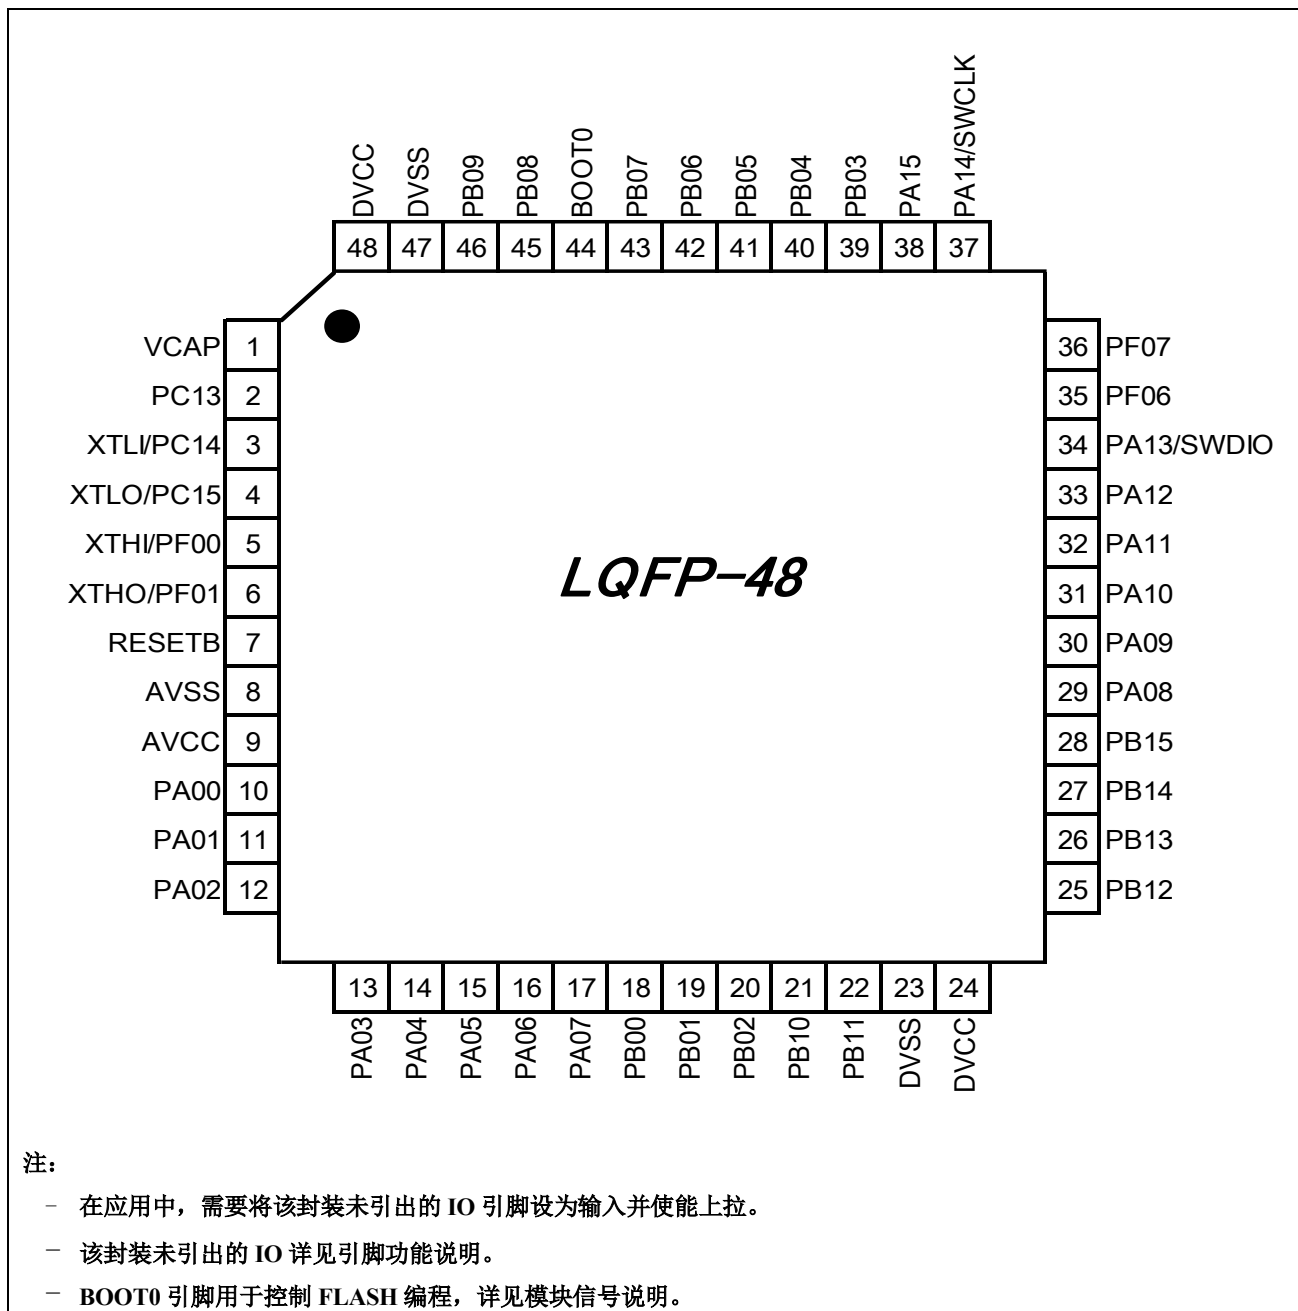 DVCC
DVSS
PB09
PB08
BOOT0
PB07
PB06
PB05
PB04
PB03
PA15
PA14/SWCLK
48 47 46 45 44 43 42 41 40 39 38 37
VCAP 1
PC13 2
XTLI/PC14 3
XTLO/PC15 4
XTHI/PF00 5
XTHO/PF01 6
RESETB 7
AVSS 8
AVCC 9
PA00 10
PA01 11
PA02 12
LQFP-48
36 PF07
35 PF06
34 PA13/SWDIO
33 PA12
32 PA11
31 PA10
30 PA09
29 PA08
28 PB15
27 PB14
26 PB13
25 PB12
13 14 15 16 17 18 19 20 21 22 23 24
PA03
PA04
PA05
PA06
PA07
PB00
PB01
PB02
PB10
PB11
DVSS
DVCC
注：
– 在应用中，需要将该封装未引出的 IO 引脚设为输入并使能上拉。
– 该封装未引出的 IO 详见引脚功能说明。
– BOOT0 引脚用于控制 FLASH 编程，详见模块信号说明。